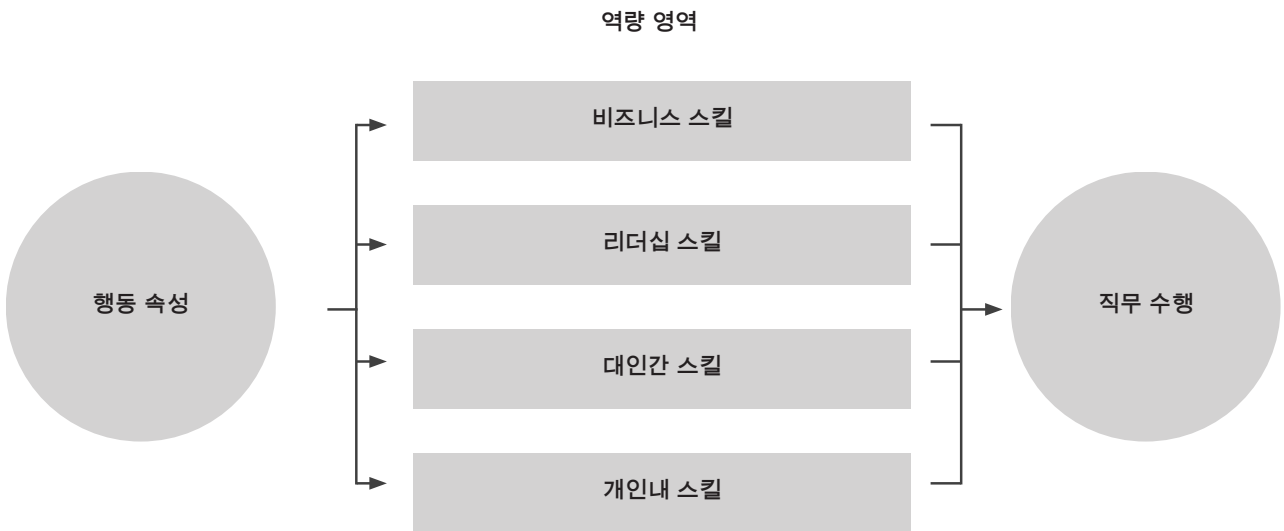 역량 영역
비즈니스 스킬
리더십 스킬
행동 속성
직무 수행
대인간 스킬
개인내 스킬